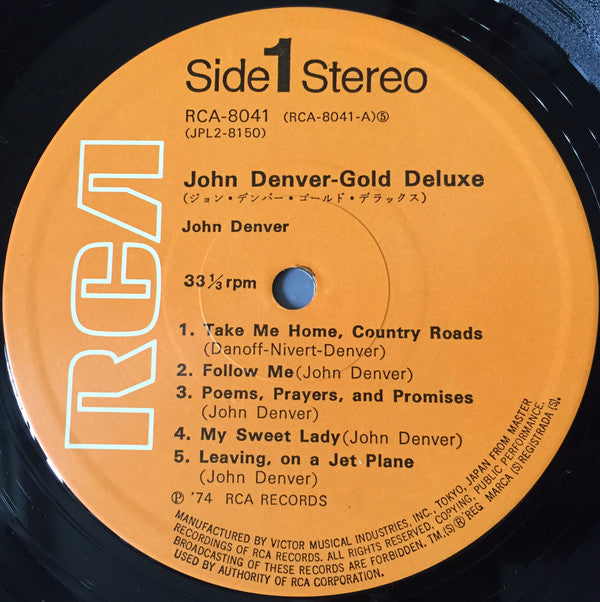 Side 1 Stereo
RCA-8041 (RCA-8041-A)⑤
(JPL2-8150)
John Denver-Gold Deluxe
(ジョン・デンバー・ゴールド・デラックス)
John Denver
33 1/3 rpm
1. Take Me Home, Country Roads
(Danoff-Nivert-Denver)
2. Follow Me (John Denver)
3. Poems, Prayers, and Promises
(John Denver)
4. My Sweet Lady (John Denver)
5. Leaving, on a Jet Plane
(John Denver)
℗ '74 RCA RECORDS
RCA
MANUFACTURED BY VICTOR MUSICAL INDUSTRIES, INC. TOKYO, JAPAN FROM MASTER
RECORDINGS OF RCA RECORDS. ALL RIGHTS RESERVED, COPYING, PUBLIC PERFORMANCE,
BROADCASTING OF THESE RECORDS ARE FORBIDDEN. TM,(S)® REG MARCA (S) REGISTRADA (S).
USED BY AUTHORITY OF RCA CORPORATION.